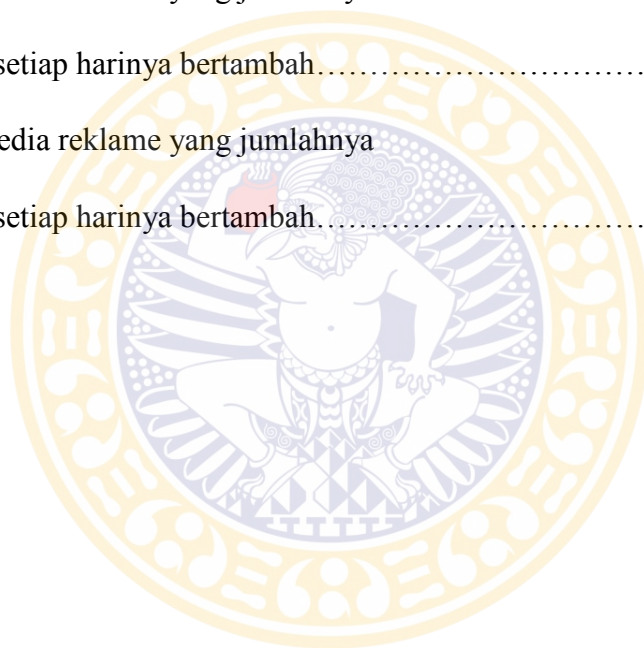 setiap harinya bertambah……………………………
edia reklame yang jumlahnya
setiap harinya bertambah……………………………